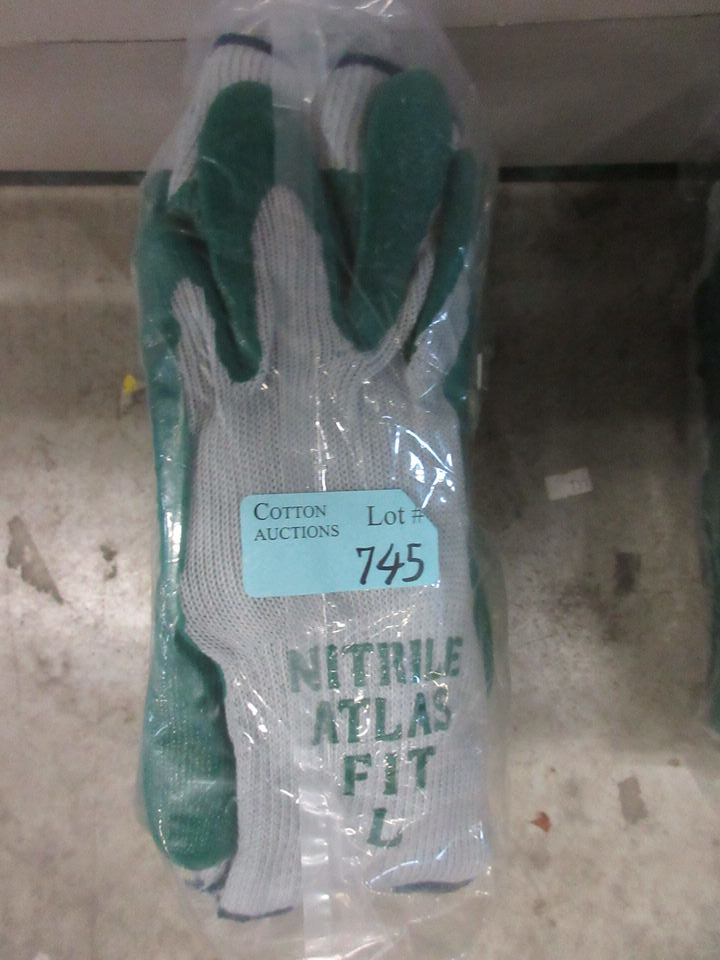 COTTON
AUCTIONS
Lot #
745
NITRILE
ATLAS
FIT
L